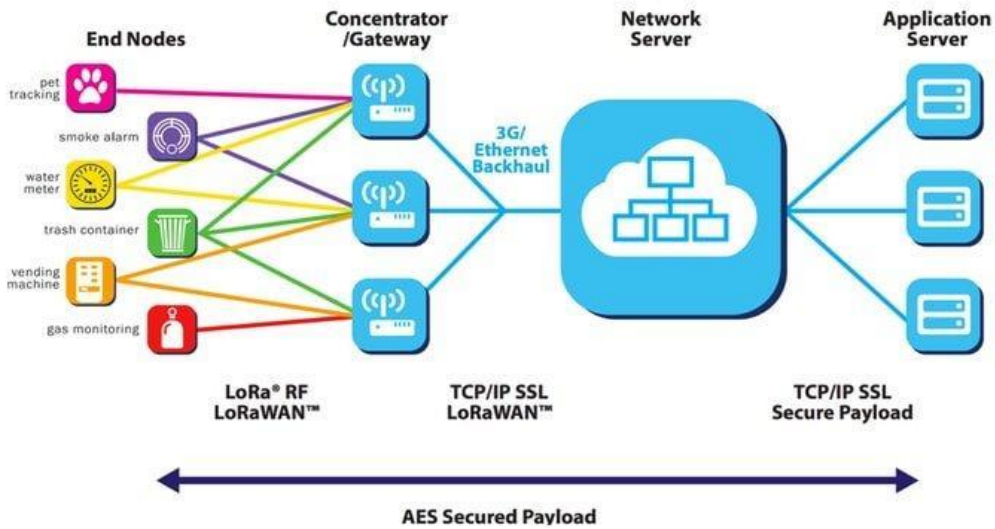 End Nodes
Concentrator
/Gateway
Network
Server
Application
Server
pet
tracking
smoke alarm
water
meter
trash container
vending
machine
gas monitoring
3G/
Ethernet
Backhaul
LoRa® RF
LoRaWAN™
TCP/IP SSL
LoRaWAN™
TCP/IP SSL
Secure Payload
AES Secured Payload